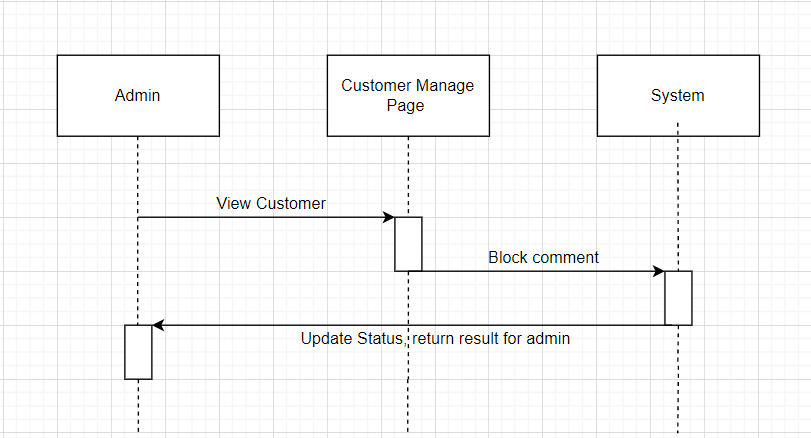 Admin
Customer Manage
Page
System
View Customer
Block comment
Update Status, return result for admin